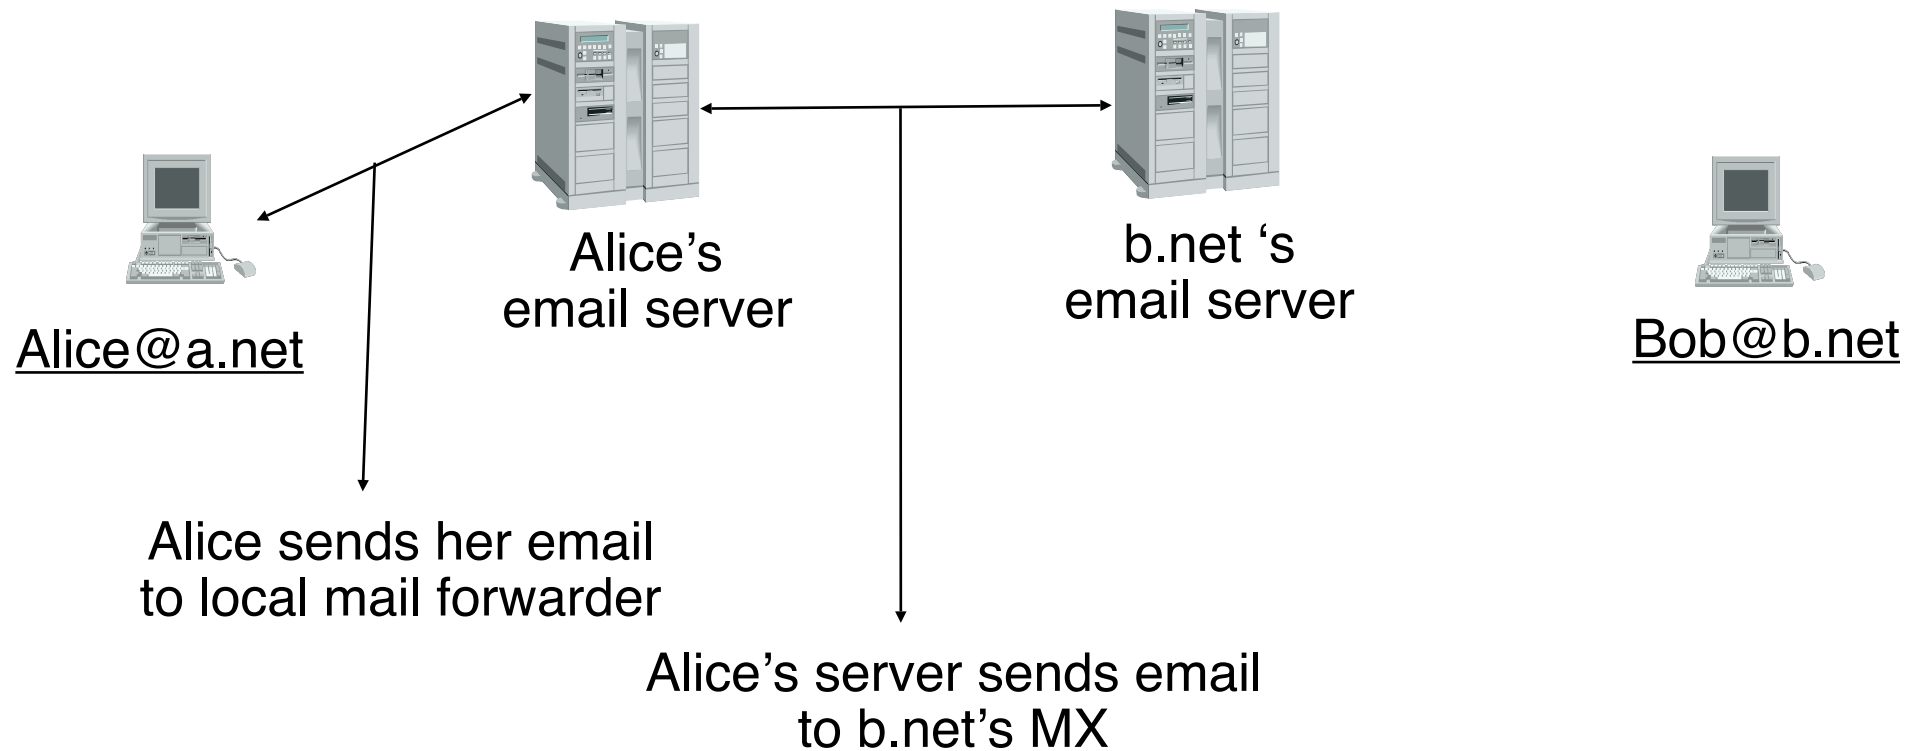 Alice@a.net
Alice’s
email server
b.net ‘s
email server
Bob@b.net
Alice sends her email
to local mail forwarder
Alice’s server sends email
to b.net’s MX